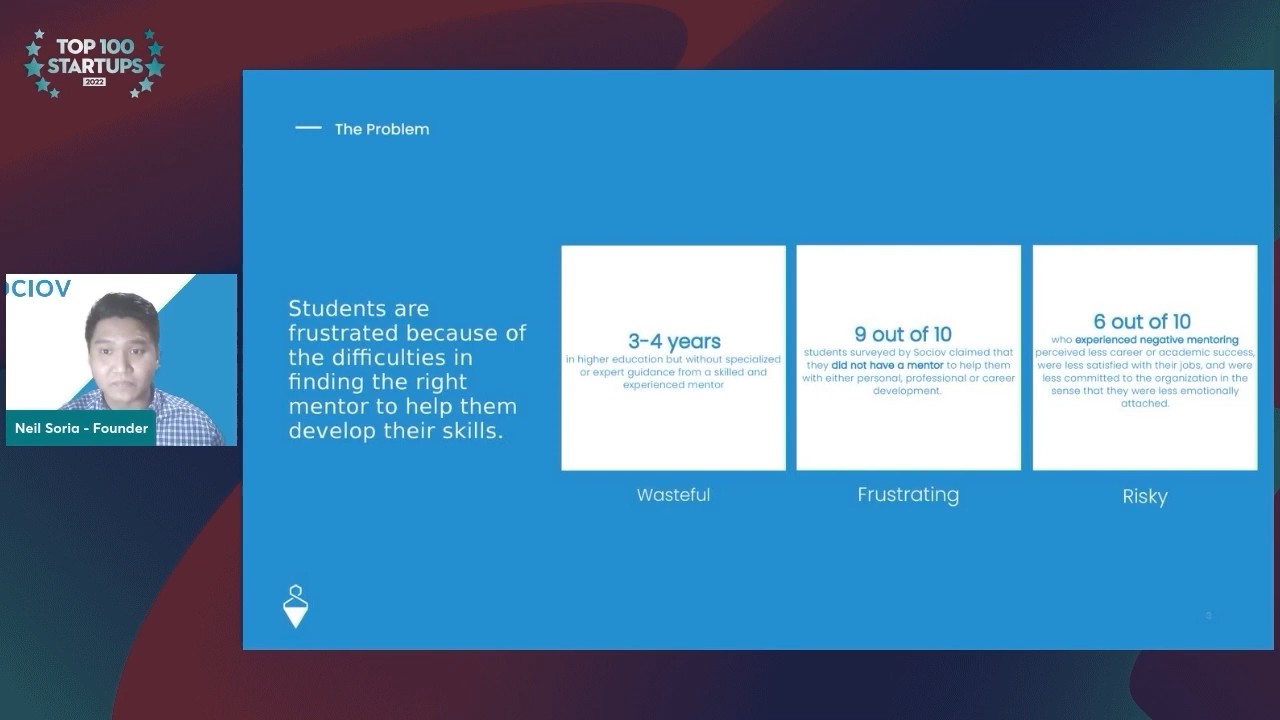 TOP 100
STARTUPS
2022
The Problem
Students are
frustrated because of
the difficulties in
finding the right
mentor to help them
develop their skills.
3-4 years
in higher education but without specialized
or expert guidance from a skilled and
experienced mentor
Wasteful
9 out of 10
students surveyed by Sociov claimed that
they did not have a mentor to help them
with either personal, professional or career
development.
Frustrating
6 out of 10
who experienced negative mentoring
perceived less career or academic success,
were less satisfied with their jobs, and were
less committed to the organization in the
sense that they were less emotionally
attached.
Risky
OCIOV
Neil Soria - Founder
3